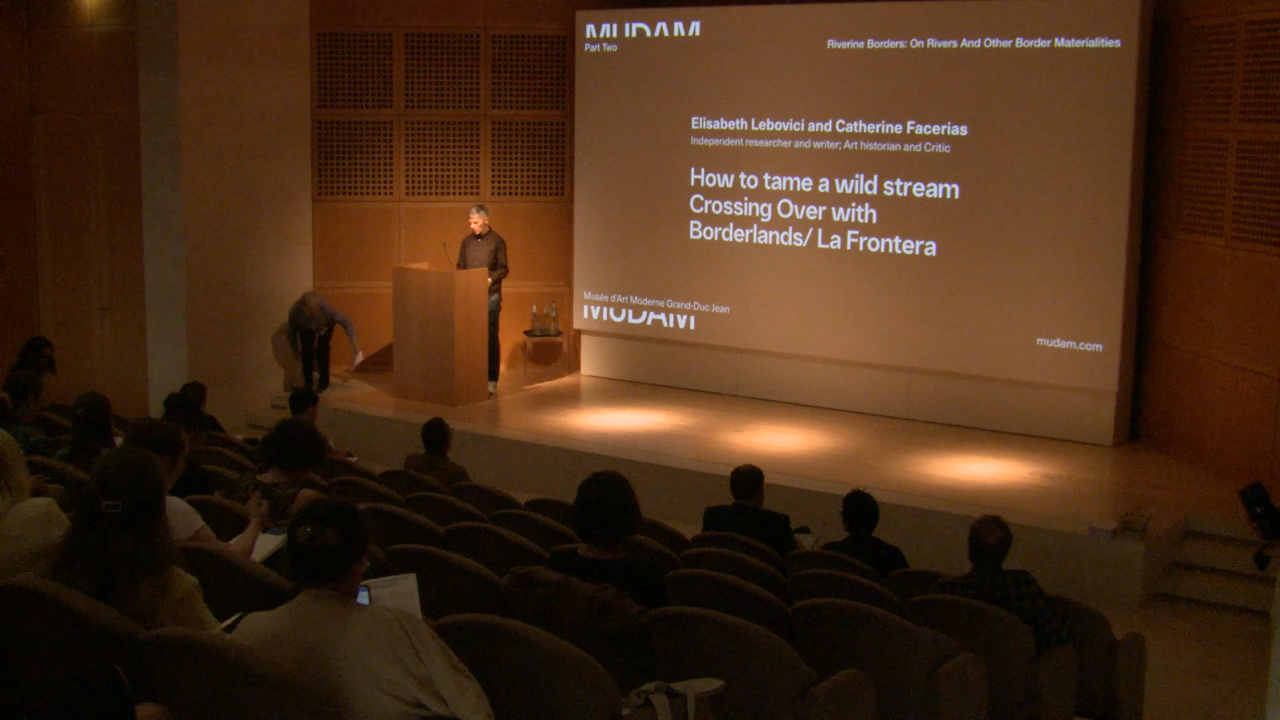 MUDAM
Part Two
Riverine Borders: On Rivers And Other Border Materialities
Elisabeth Lebovici and Catherine Facerias
Independent researcher and writer; Art historian and Critic
How to tame a wild stream
Crossing Over with
Borderlands/ La Frontera
Musée d'Art Moderne Grand-Duc Jean
MUDAM
mudam.com